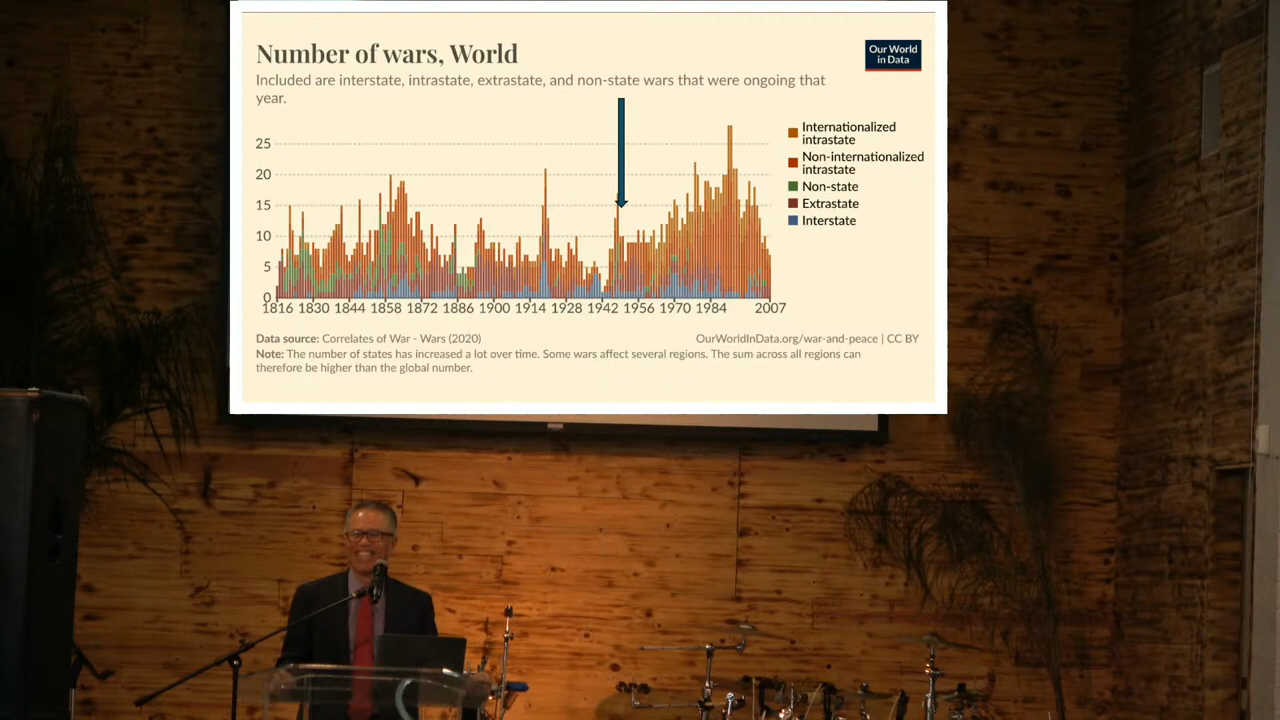 Number of wars, World
Our World
in Data
Included are interstate, intrastate, extrastate, and non-state wars that were ongoing that
year.
Internationalized
intrastate
Non-internationalized
intrastate
Non-state
Extrastate
Interstate
25
20
15
10
5
0
1816 1830 1844 1858 1872 1886 1900 1914 1928 1942 1956 1970 1984 2007
Data source: Correlates of War - Wars (2020)
OurWorldInData.org/war-and-peace | CC BY
Note: The number of states has increased a lot over time. Some wars affect several regions. The sum across all regions can
therefore be higher than the global number.